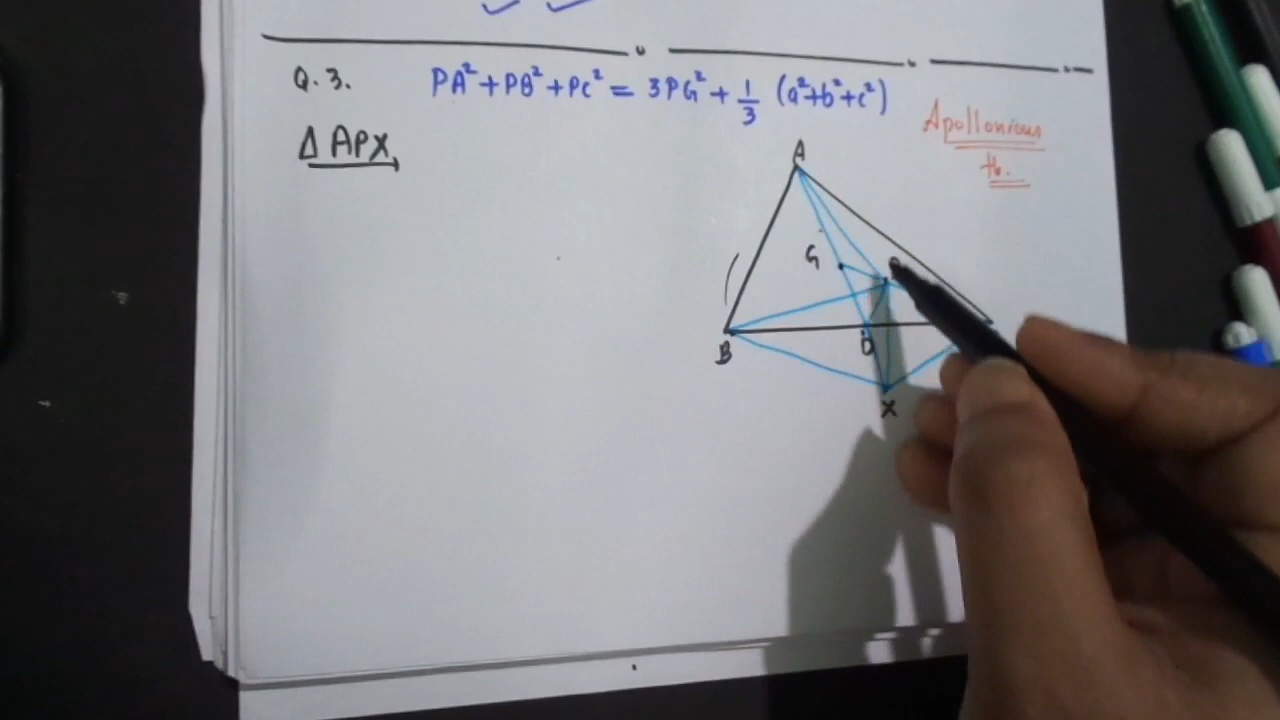 Q.3. PA²+PB²+PC² = 3PG²+ 1/3 (a²+b²+c²)
Δ APX,
Apollonious
th.
A
G
B
D
X